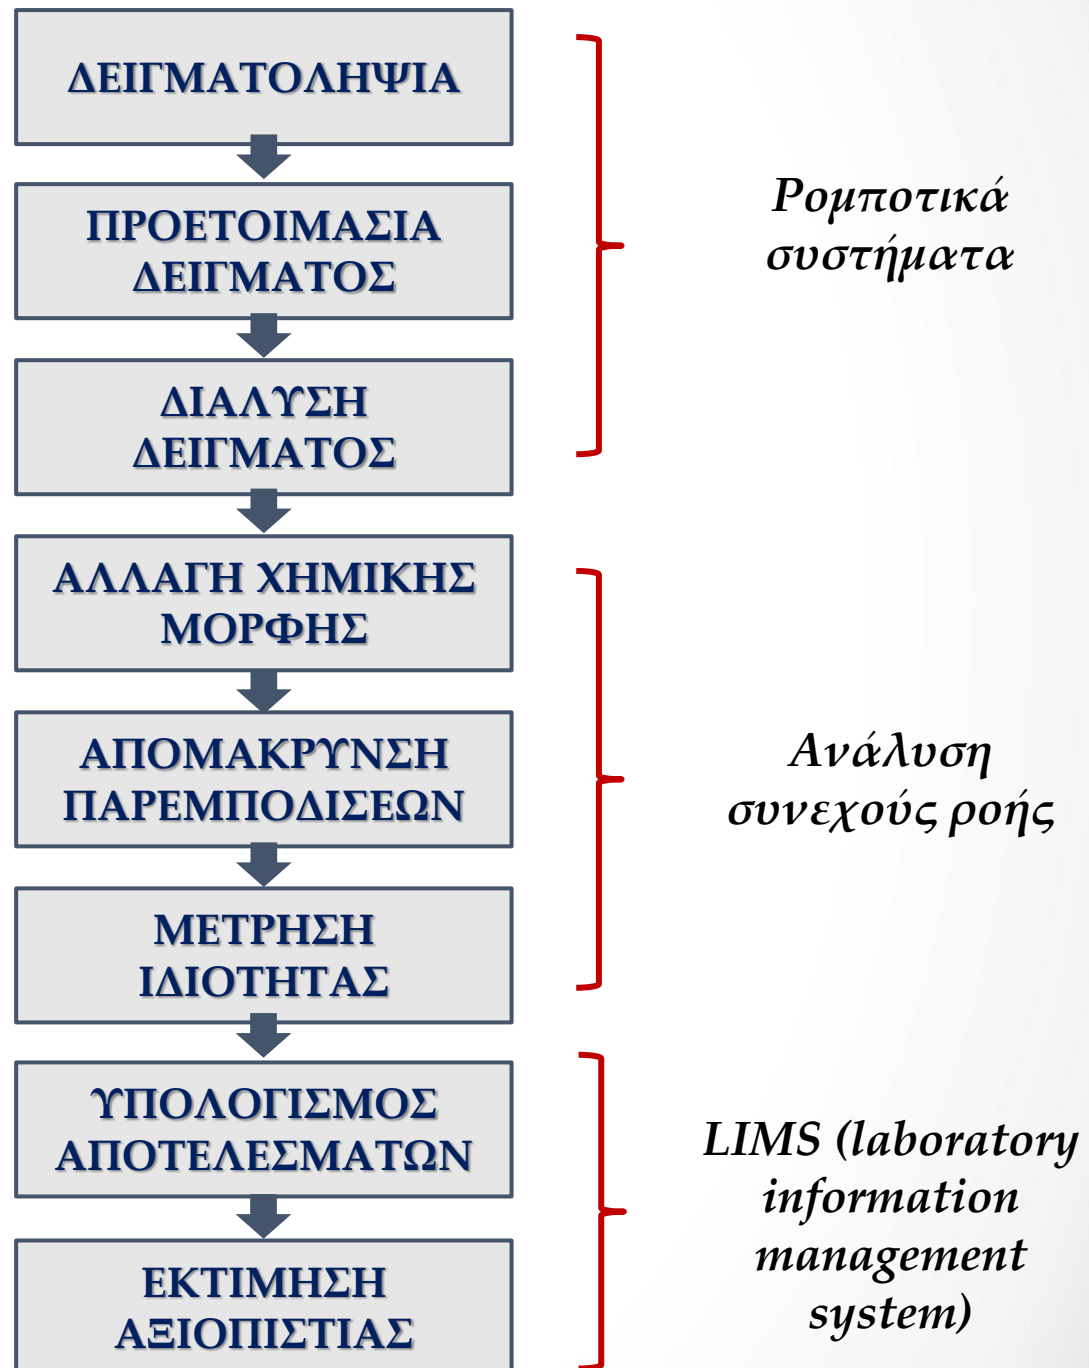 ΔΕΙΓΜΑΤΟΛΗΨΙΑ
ΠΡΟΕΤΟΙΜΑΣΙΑ
ΔΕΙΓΜΑΤΟΣ
ΔΙΑΛΥΣΗ
ΔΕΙΓΜΑΤΟΣ
Ρομποτικά
συστήματα
ΑΛΛΑΓΗ ΧΗΜΙΚΗΣ
ΜΟΡΦΗΣ
ΑΠΟΜΑΚΡΥΝΣΗ
ΠΑΡΕΜΠΟΔΙΣΕΩΝ
ΜΕΤΡΗΣΗ
ΙΔΙΟΤΗΤΑΣ
Ανάλυση
συνεχούς ροής
ΥΠΟΛΟΓΙΣΜΟΣ
ΑΠΟΤΕΛΕΣΜΑΤΩΝ
ΕΚΤΙΜΗΣΗ
ΑΞΙΟΠΙΣΤΙΑΣ
LIMS (laboratory
information
management
system)